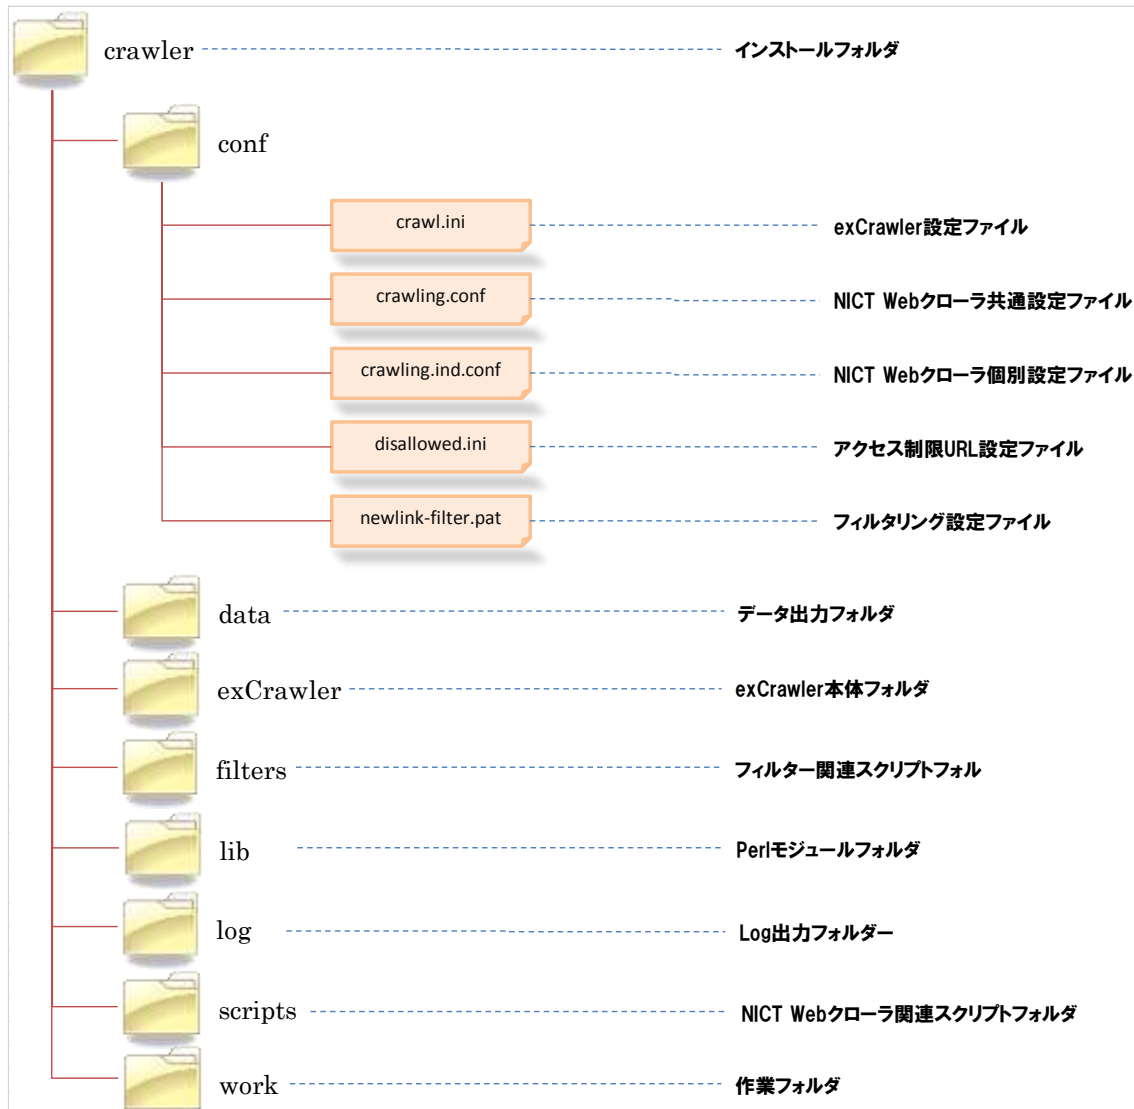 crawler インストールフォルダ
conf
crawl.ini exCrawler設定ファイル
crawling.conf NICT Webクローラ共通設定ファイル
crawling.ind.conf NICT Webクローラ個別設定ファイル
disallowed.ini アクセス制限URL設定ファイル
newlink-filter.pat フィルタリング設定ファイル
data データ出力フォルダ
exCrawler exCrawler本体フォルダ
filters フィルター関連スクリプトフォル
lib Perlモジュールフォルダ
log Log出力フォルダー
scripts NICT Webクローラ関連スクリプトフォルダ
work 作業フォルダ